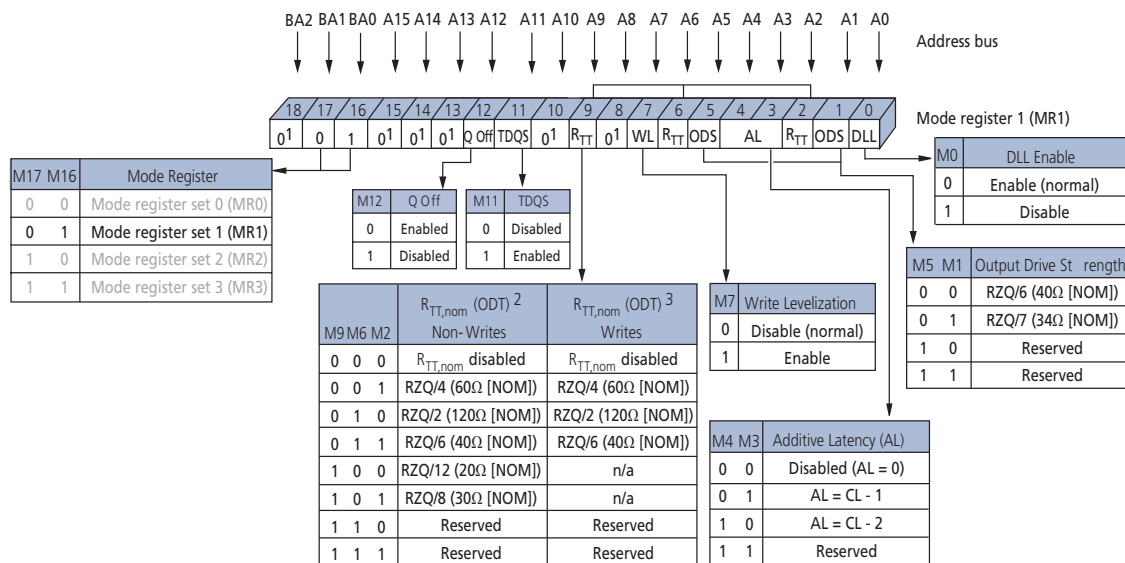 BA2 BA1 BA0 A15 A14 A13 A12 A11 A10 A9 A8 A7 A6 A5 A4 A3 A2 A1 A0
Address bus
18 17 16 15 14 13 12 11 10 9 8 7 6 5 4 3 2 1 0
Mode register 1 (MR1)
0¹ 0 1 0¹ 0¹ 0¹ Q Off TDQS 0¹ RTT 0¹ WL RTT ODS AL RTT ODS DLL
M17 M16 Mode Register
0 0 Mode register set 0 (MR0)
0 1 Mode register set 1 (MR1)
1 0 Mode register set 2 (MR2)
1 1 Mode register set 3 (MR3)
M12 Q Off
0 Enabled
1 Disabled
M11 TDQS
0 Disabled
1 Enabled
M0 DLL Enable
0 Enable (normal)
1 Disable
M5 M1 Output Drive St rength
0 0 RZQ/6 (40Ω [NOM])
0 1 RZQ/7 (34Ω [NOM])
1 0 Reserved
1 1 Reserved
M9 M6 M2 RTT,nom (ODT) 2 Non-Writes RTT,nom (ODT) 3 Writes
0 0 0 RTT,nom disabled RTT,nom disabled
0 0 1 RZQ/4 (60Ω [NOM]) RZQ/4 (60Ω [NOM])
0 1 0 RZQ/2 (120Ω [NOM]) RZQ/2 (120Ω [NOM])
0 1 1 RZQ/6 (40Ω [NOM]) RZQ/6 (40Ω [NOM])
1 0 0 RZQ/12 (20Ω [NOM]) n/a
1 0 1 RZQ/8 (30Ω [NOM]) n/a
1 1 0 Reserved Reserved
1 1 1 Reserved Reserved
M7 Write Levelization
0 Disable (normal)
1 Enable
M4 M3 Additive Latency (AL)
0 0 Disabled (AL = 0)
0 1 AL = CL - 1
1 0 AL = CL - 2
1 1 Reserved